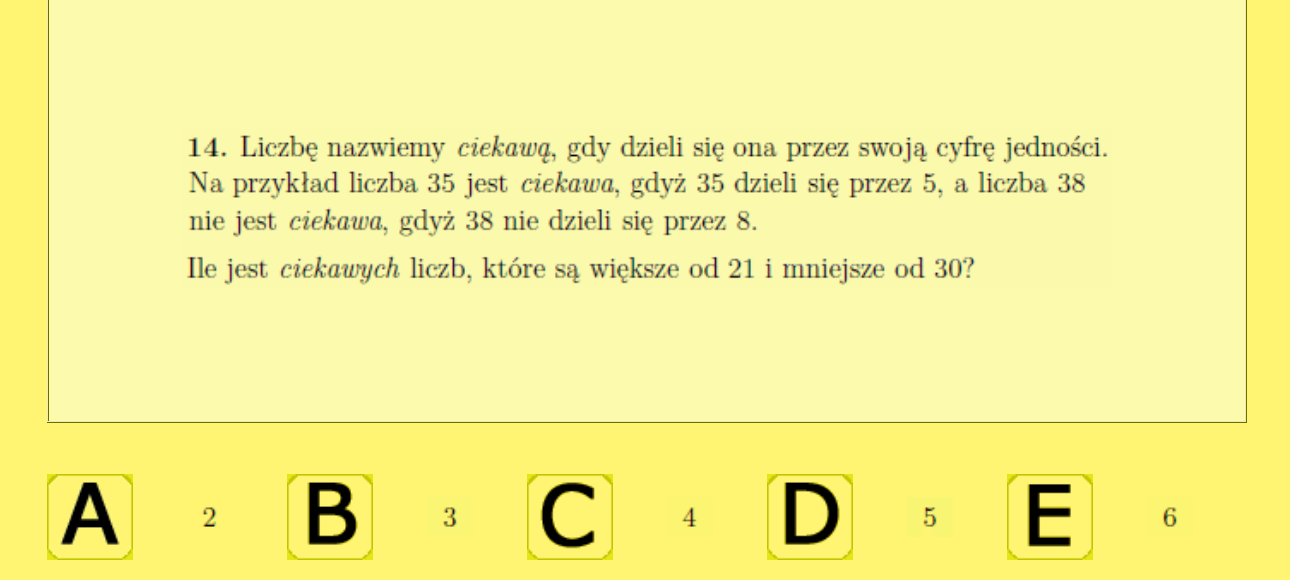 14. Liczbę nazwiemy ciekawą, gdy dzieli się ona przez swoją cyfrę jedności.
Na przykład liczba 35 jest ciekawa, gdyż 35 dzieli się przez 5, a liczba 38
nie jest ciekawa, gdyż 38 nie dzieli się przez 8.
Ile jest ciekawych liczb, które są większe od 21 i mniejsze od 30?
A 2 B 3 C 4 D 5 E 6